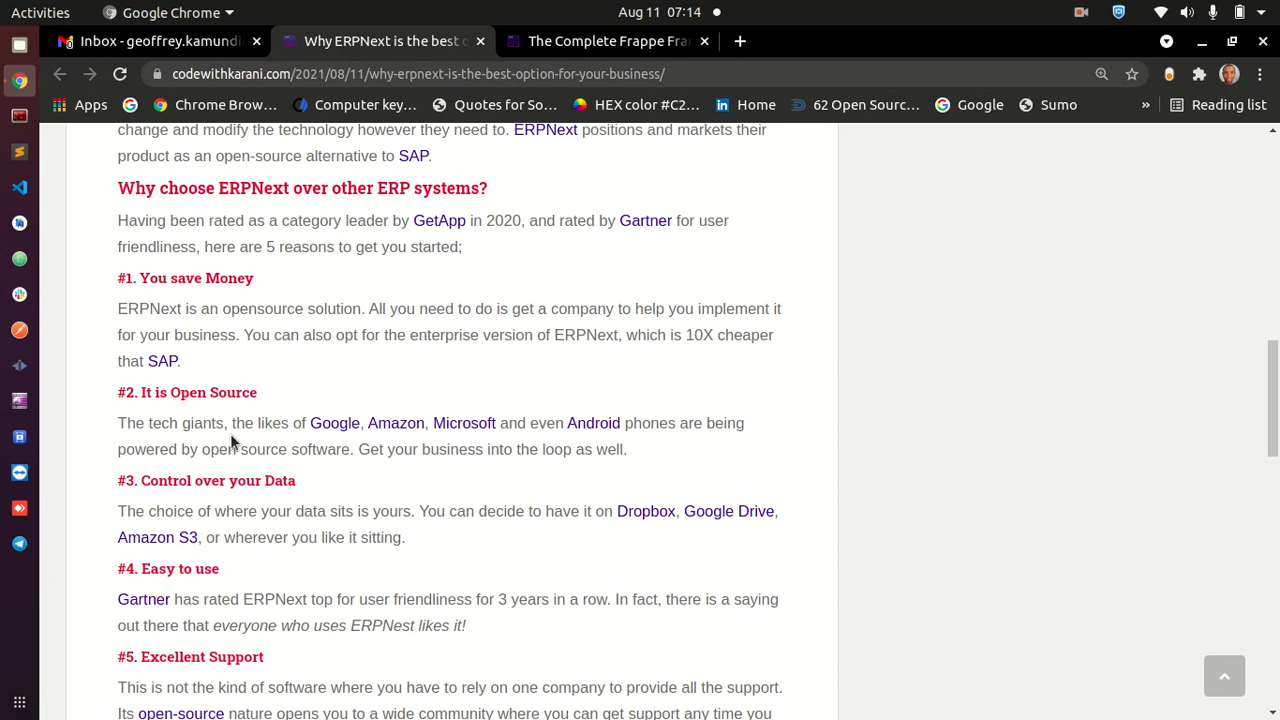 Activities Google Chrome Aug 11 07:14
Inbox - geoffrey.kamundi Why ERPNext is the best The Complete Frappe Fra
codewithkarani.com/2021/08/11/why-erpnext-is-the-best-option-for-your-business/
Apps Chrome Brow... Computer key... Quotes for So... HEX color #C2... Home 62 Open Sourc... Google Sumo » Reading list
change and modify the technology however they need to. ERPNext positions and markets their
product as an open-source alternative to SAP.
Why choose ERPNext over other ERP systems?
Having been rated as a category leader by GetApp in 2020, and rated by Gartner for user
friendliness, here are 5 reasons to get you started;
#1. You save Money
ERPNext is an opensource solution. All you need to do is get a company to help you implement it
for your business. You can also opt for the enterprise version of ERPNext, which is 10X cheaper
that SAP.
#2. It is Open Source
The tech giants, the likes of Google, Amazon, Microsoft and even Android phones are being
powered by open-source software. Get your business into the loop as well.
#3. Control over your Data
The choice of where your data sits is yours. You can decide to have it on Dropbox, Google Drive,
Amazon S3, or wherever you like it sitting.
#4. Easy to use
Gartner has rated ERPNext top for user friendliness for 3 years in a row. In fact, there is a saying
out there that everyone who uses ERPNest likes it!
#5. Excellent Support
This is not the kind of software where you have to rely on one company to provide all the support.
Its open-source nature opens you to a wide community where you can get support any time you